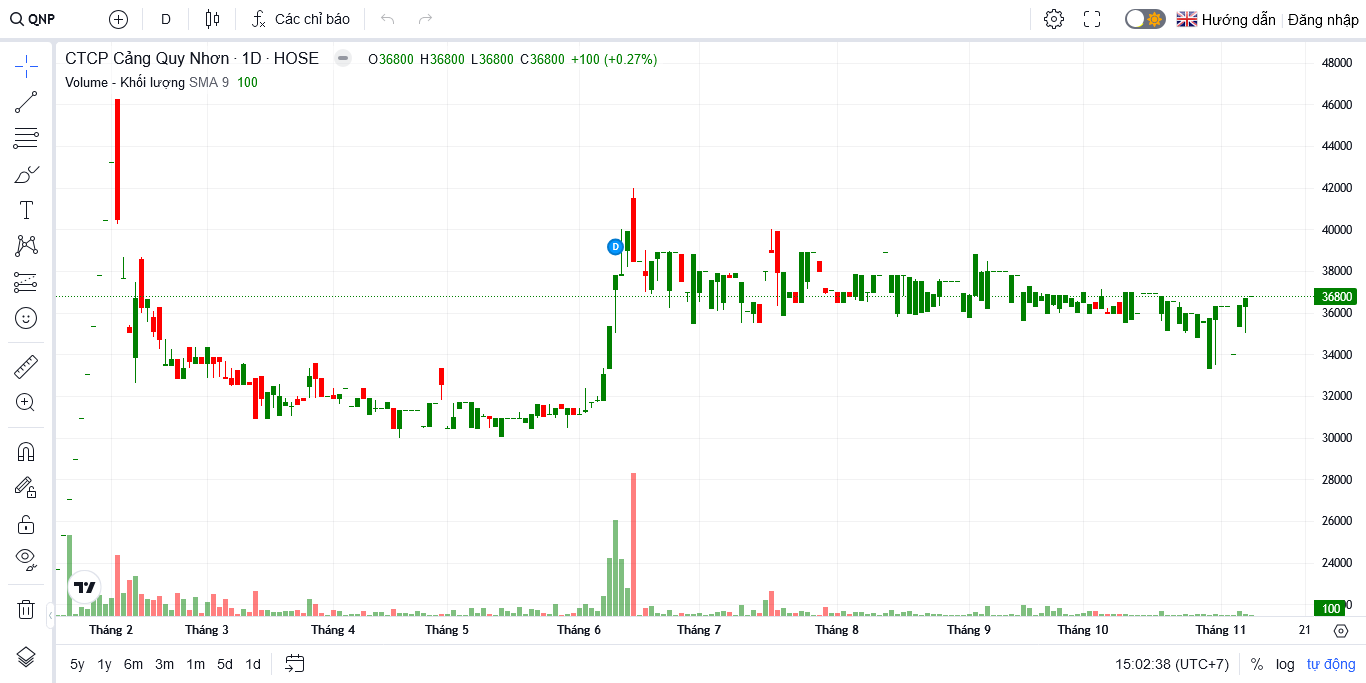 QNP D Các chỉ báo Hướng dẫn Đăng nhập
CTCP Cảng Quy Nhơn · 1D · HOSE O36800 H36800 L36800 C36800 +100 (+0.27%)
Volume - Khối lượng SMA 9 100
48000
46000
44000
42000
40000
D
38000
36800
36000
34000
32000
30000
28000
26000
24000
100
Tháng 2 Tháng 3 Tháng 4 Tháng 5 Tháng 6 Tháng 7 Tháng 8 Tháng 9 Tháng 10 Tháng 11 21
5y 1y 6m 3m 1m 5d 1d 15:02:38 (UTC+7) % log tự động